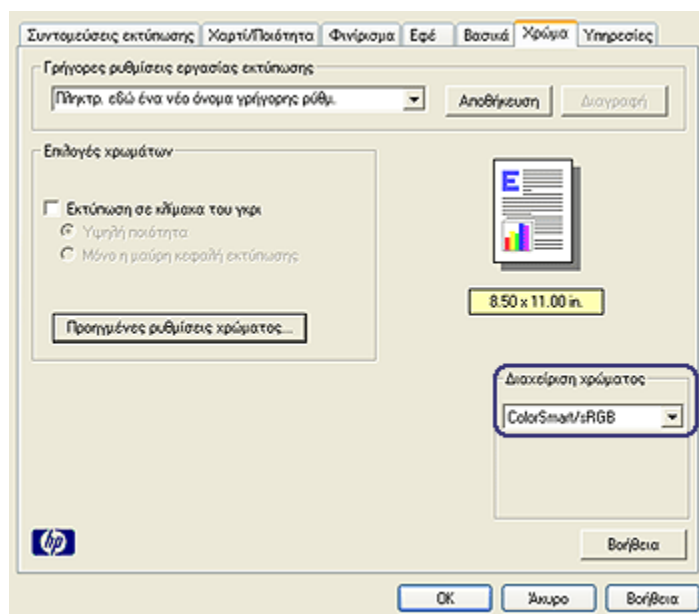 Συντομεύσεις εκτύπωσης Χαρτί/Ποιότητα Φινίρισμα Εφέ Βασικά Χρώμα Υπηρεσίες
Γρήγορες ρυθμίσεις εργασίας εκτύπωσης
Πληκτρ. εδώ ένα νέο όνομα γρήγορης ρύθμ. Αποθήκευση Διαγραφή
Επιλογές χρωμάτων
Εκτύπωση σε κλίμακα του γκρι
Υψηλή ποιότητα
Μόνο η μαύρη κεφαλή εκτύπωσης
Προηγμένες ρυθμίσεις χρώματος...
E
8.50 x 11.00 in.
Διαχείριση χρώματος
ColorSmart/sRGB
hp
Βοήθεια
OK Άκυρο Βοήθεια